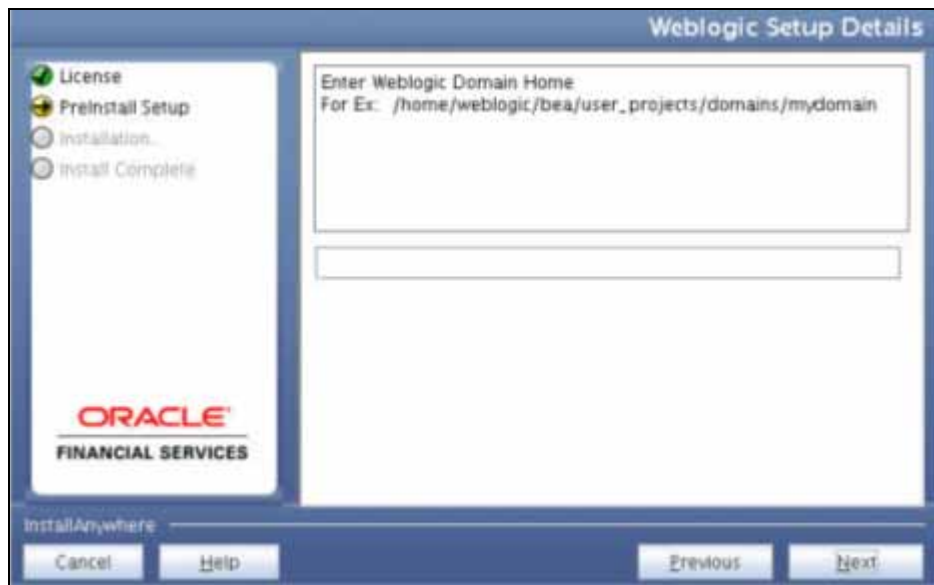 Weblogic Setup Details
License
PreInstall Setup
Installation...
Install Complete
Enter Weblogic Domain Home
For Ex: /home/weblogic/bea/user_projects/domains/mydomain
ORACLE
FINANCIAL SERVICES
InstallAnywhere
Cancel
Help
Previous
Next